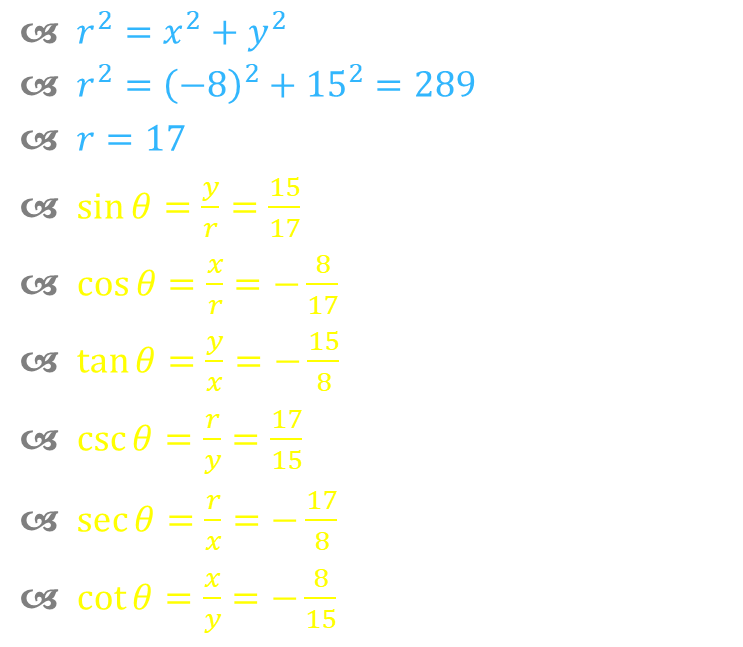 r² = x² + y²
r² = (−8)² + 15² = 289
r = 17
sin θ = y/r = 15/17
cos θ = x/r = −8/17
tan θ = y/x = −15/8
csc θ = r/y = 17/15
sec θ = r/x = −17/8
cot θ = x/y = −8/15